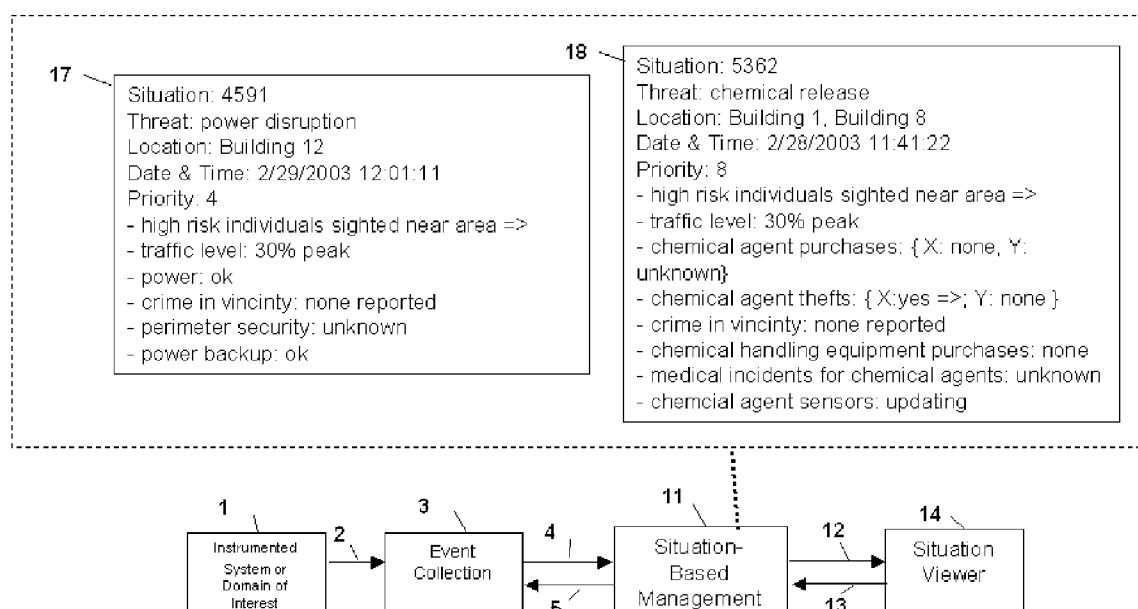 17
Situation: 4591
Threat: power disruption
Location: Building 12
Date & Time: 2/29/2003 12:01:11
Priority: 4
- high risk individuals sighted near area =>
- traffic level: 30% peak
- power: ok
- crime in vincinty: none reported
- perimeter security: unknown
- power backup: ok
18
Situation: 5362
Threat: chemical release
Location: Building 1, Building 8
Date & Time: 2/28/2003 11:41:22
Priority: 8
- high risk individuals sighted near area =>
- traffic level: 30% peak
- chemical agent purchases: { X: none, Y:
unknown}
- chemical agent thefts: { X:yes =>; Y: none }
- crime in vincinty: none reported
- chemical handling equipment purchases: none
- medical incidents for chemical agents: unknown
- chemcial agent sensors: updating
1
Instrumented
System or
Domain of
Interest
2
3
Event
Collection
4
5
11
Situation-
Based
Management
12
13
14
Situation
Viewer